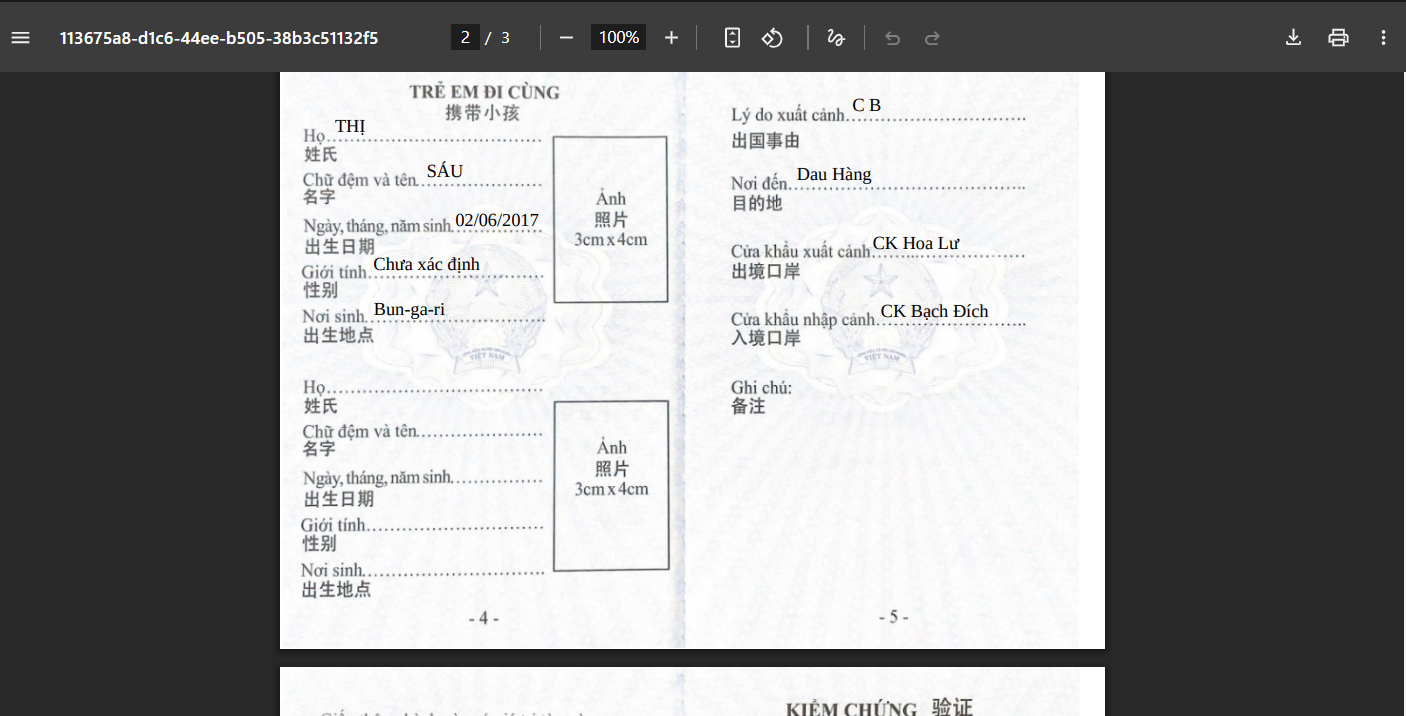 113675a8-d1c6-44ee-b505-38b3c51132f5
2 / 3
100%
TRẺ EM ĐI CÙNG
携带小孩
Họ THỊ
姓氏
Chữ đệm và tên SÁU
名字
Ngày, tháng, năm sinh 02/06/2017
出生日期
Giới tính Chưa xác định
性别
Nơi sinh Bun-ga-ri
出生地点
Ảnh
照片
3cm x 4cm
VIỆT NAM
Họ
姓氏
Chữ đệm và tên
名字
Ngày, tháng, năm sinh
出生日期
Giới tính
性别
Nơi sinh
出生地点
Ảnh
照片
3cm x 4cm
- 4 -
Lý do xuất cảnh C B
出国事由
Nơi đến Dau Hàng
目的地
Cửa khẩu xuất cảnh CK Hoa Lư
出境口岸
Cửa khẩu nhập cảnh CK Bạch Đích
入境口岸
VIỆT NAM
Ghi chú:
备注
- 5 -
KIỂM CHỨNG 验证